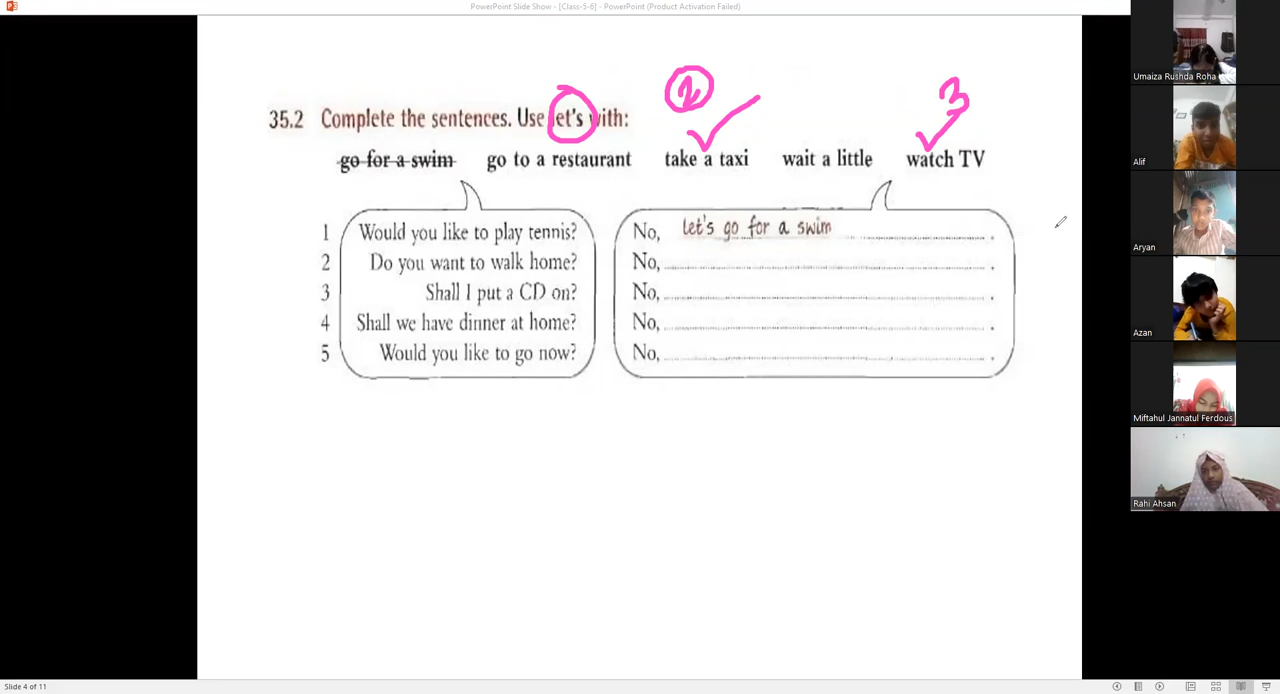 PowerPoint Slide Show - [Class-5-6] - PowerPoint (Product Activation Failed)
2
3
35.2 Complete the sentences. Use let's with:
go for a swim go to a restaurant take a taxi wait a little watch TV
1 Would you like to play tennis? No, let's go for a swim.
2 Do you want to walk home? No, .
3 Shall I put a CD on? No, .
4 Shall we have dinner at home? No, .
5 Would you like to go now? No, .
Umaiza Rushda Roha
Alif
Aryan
Azan
Miftahul Jannatul Ferdous
Rahi Ahsan
Slide 4 of 11